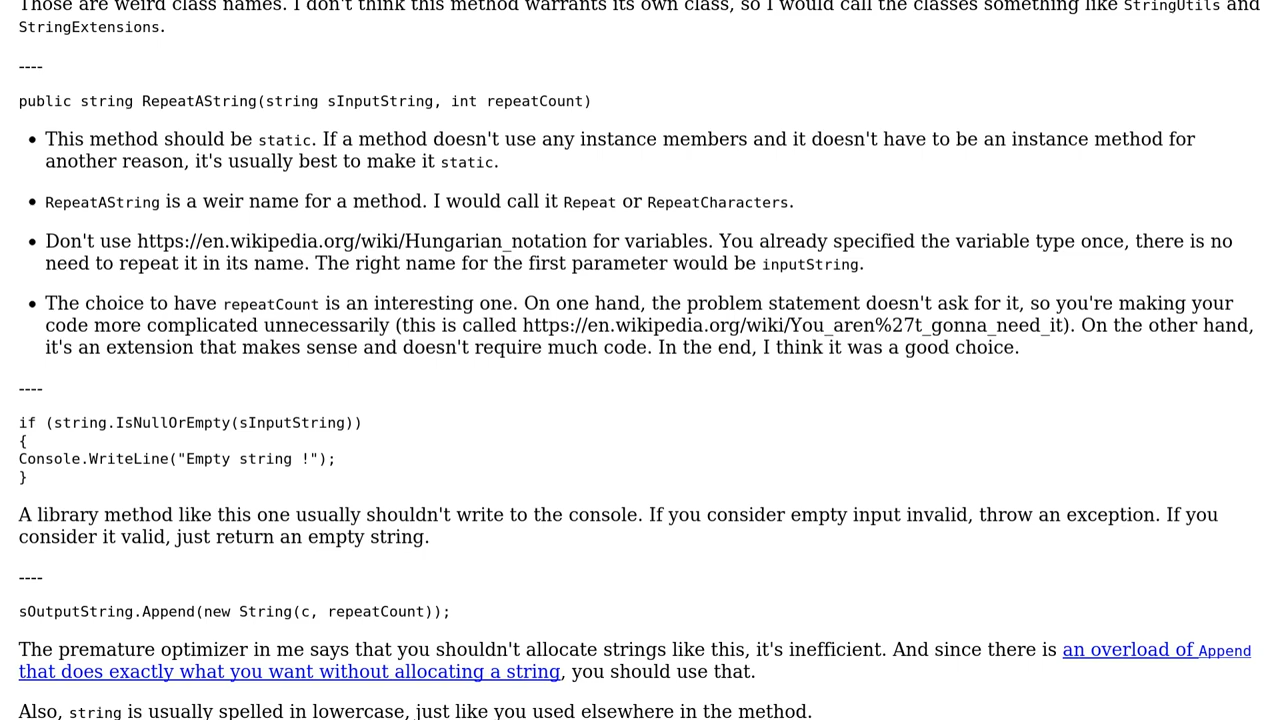 Those are weird class names. I don't think this method warrants its own class, so I would call the classes something like StringUtils and
StringExtensions.
----
public string RepeatAString(string sInputString, int repeatCount)
• This method should be static. If a method doesn't use any instance members and it doesn't have to be an instance method for
another reason, it's usually best to make it static.
• RepeatAString is a weir name for a method. I would call it Repeat or RepeatCharacters.
• Don't use https://en.wikipedia.org/wiki/Hungarian_notation for variables. You already specified the variable type once, there is no
need to repeat it in its name. The right name for the first parameter would be inputString.
• The choice to have repeatCount is an interesting one. On one hand, the problem statement doesn't ask for it, so you're making your
code more complicated unnecessarily (this is called https://en.wikipedia.org/wiki/You_aren%27t_gonna_need_it). On the other hand,
it's an extension that makes sense and doesn't require much code. In the end, I think it was a good choice.
----
if (string.IsNullOrEmpty(sInputString))
{
Console.WriteLine("Empty string !");
}
A library method like this one usually shouldn't write to the console. If you consider empty input invalid, throw an exception. If you
consider it valid, just return an empty string.
----
sOutputString.Append(new String(c, repeatCount));
The premature optimizer in me says that you shouldn't allocate strings like this, it's inefficient. And since there is an overload of Append
that does exactly what you want without allocating a string, you should use that.
Also, string is usually spelled in lowercase, just like you used elsewhere in the method.